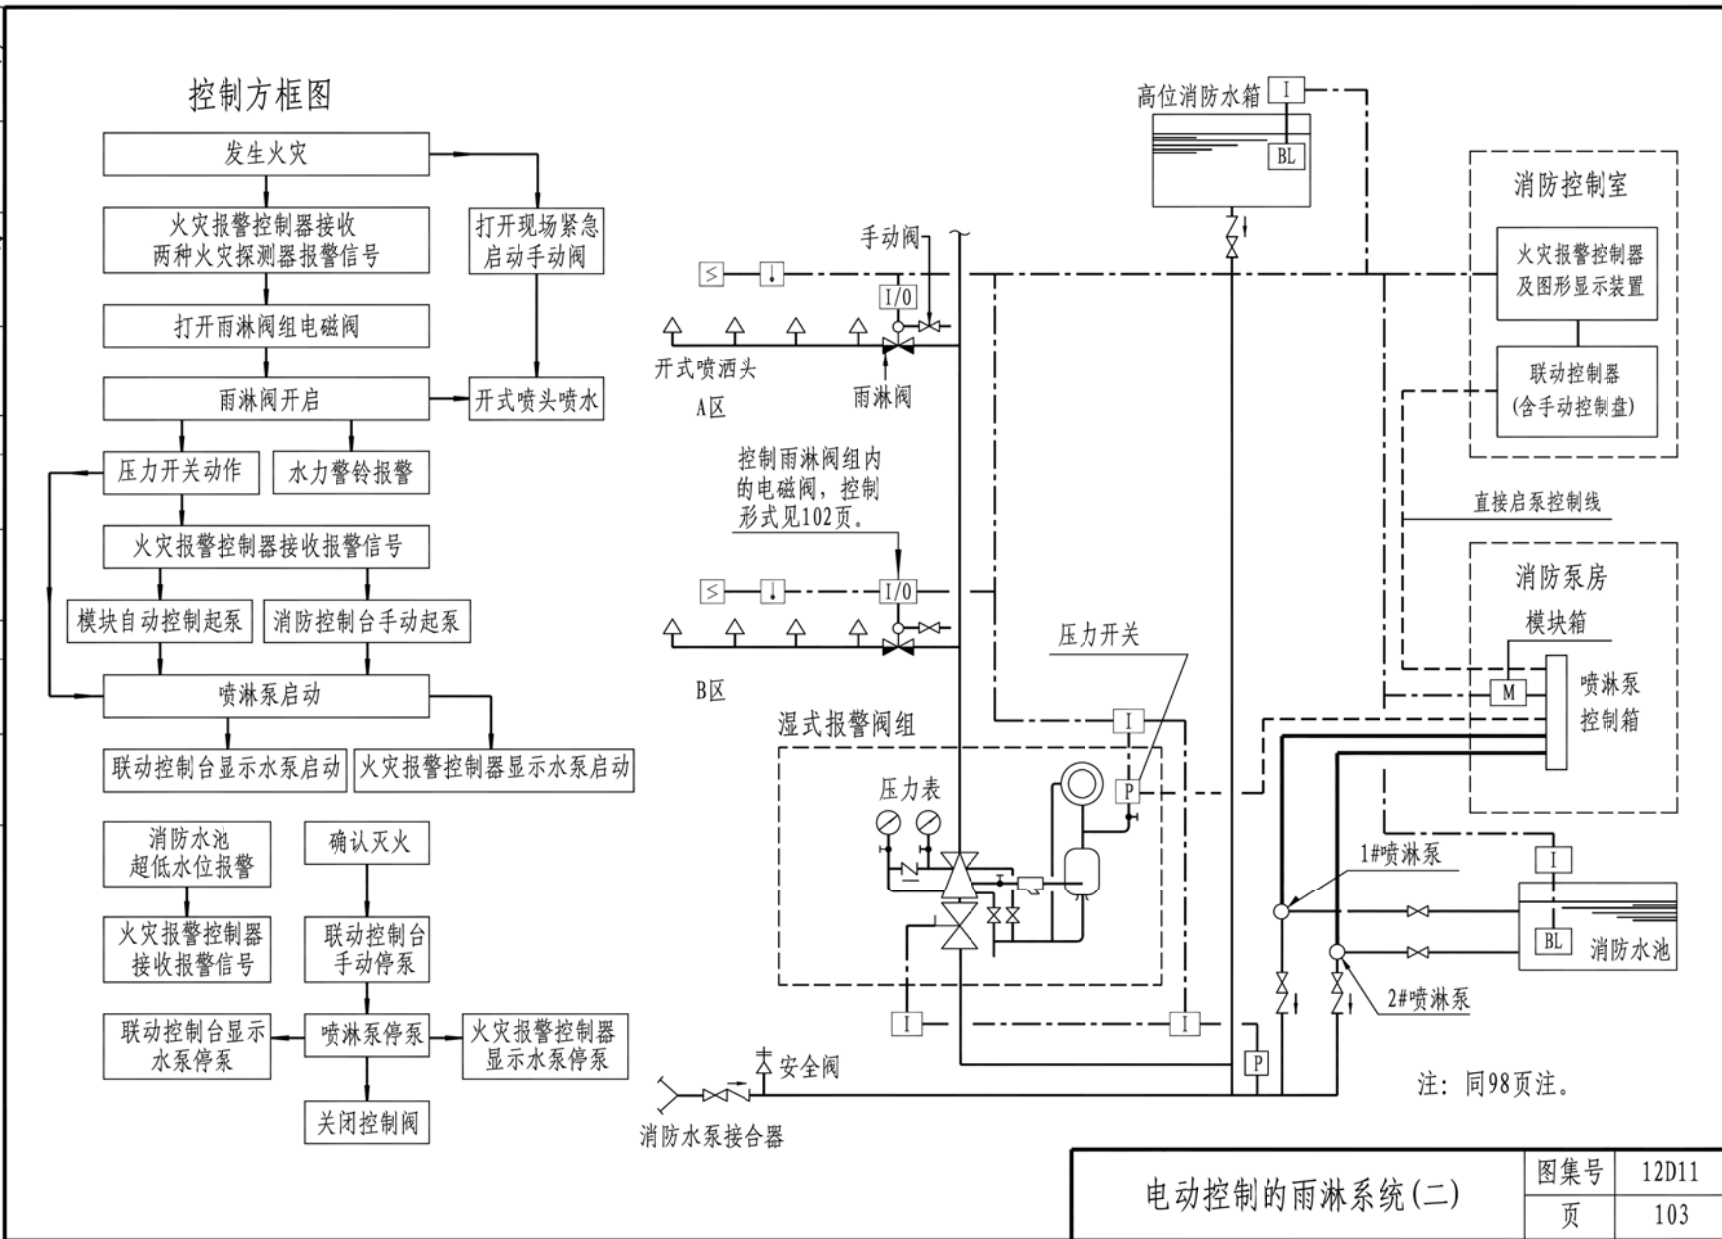 控制方框图
发生火灾
火灾报警控制器接收
两种火灾探测器报警信号
打开现场紧急
启动手动阀
打开雨淋阀组电磁阀
雨淋阀开启
开式喷头喷水
压力开关动作
水力警铃报警
火灾报警控制器接收报警信号
模块自动控制起泵
消防控制台手动起泵
喷淋泵启动
联动控制台显示水泵启动
火灾报警控制器显示水泵启动
消防水池
超低水位报警
确认灭火
火灾报警控制器
接收报警信号
联动控制台
手动停泵
联动控制台显示
水泵停泵
喷淋泵停泵
火灾报警控制器
显示水泵停泵
关闭控制阀
高位消防水箱
I
BL
手动阀
I/O
开式喷洒头
A区
雨淋阀
控制雨淋阀组内
的电磁阀，控制
形式见102页。
I/O
B区
压力开关
湿式报警阀组
I
压力表
P
I
I
P
安全阀
消防水泵接合器
消防控制室
火灾报警控制器
及图形显示装置
联动控制器
(含手动控制盘)
直接启泵控制线
消防泵房
模块箱
M
喷淋泵
控制箱
1#喷淋泵
I
BL
消防水池
2#喷淋泵
注：同98页注。
电动控制的雨淋系统(二)
图集号
12D11
页
103